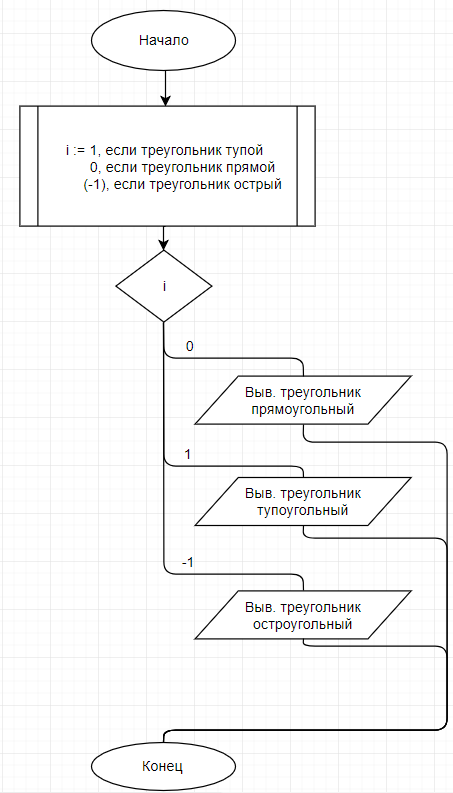 Начало
i := 1, если треугольник тупой
0, если треугольник прямой
(-1), если треугольник острый
i
0
Выв. треугольник
прямоугольный
1
Выв. треугольник
тупоугольный
-1
Выв. треугольник
остроугольный
Конец